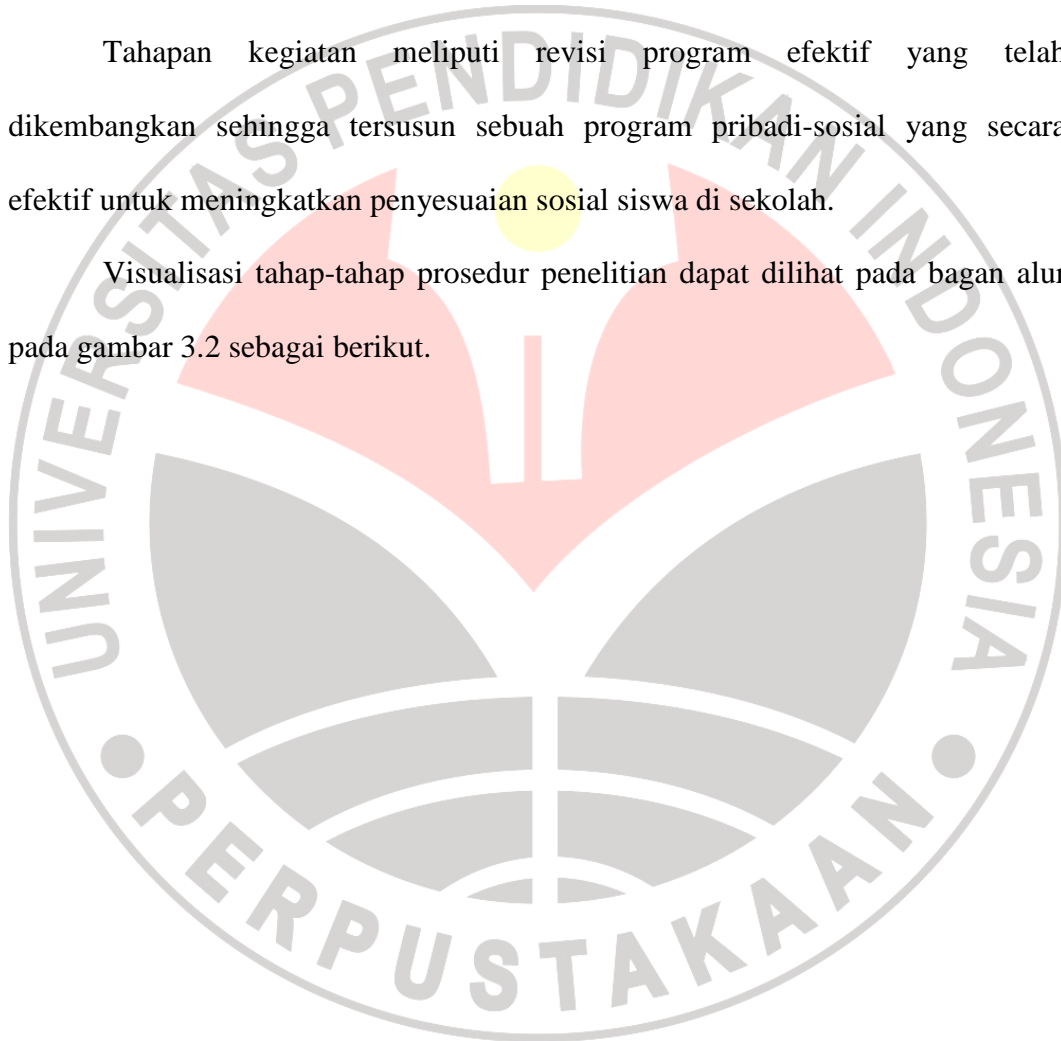 Tahapan kegiatan meliputi revisi program efektif yang telah
dikembangkan sehingga tersusun sebuah program pribadi-sosial yang secara
efektif untuk meningkatkan penyesuaian sosial siswa di sekolah.
Visualisasi tahap-tahap prosedur penelitian dapat dilihat pada bagan alur
pada gambar 3.2 sebagai berikut.
UNIVERSITAS PENDIDIKAN INDONESIA
PERPUSTAKAAN